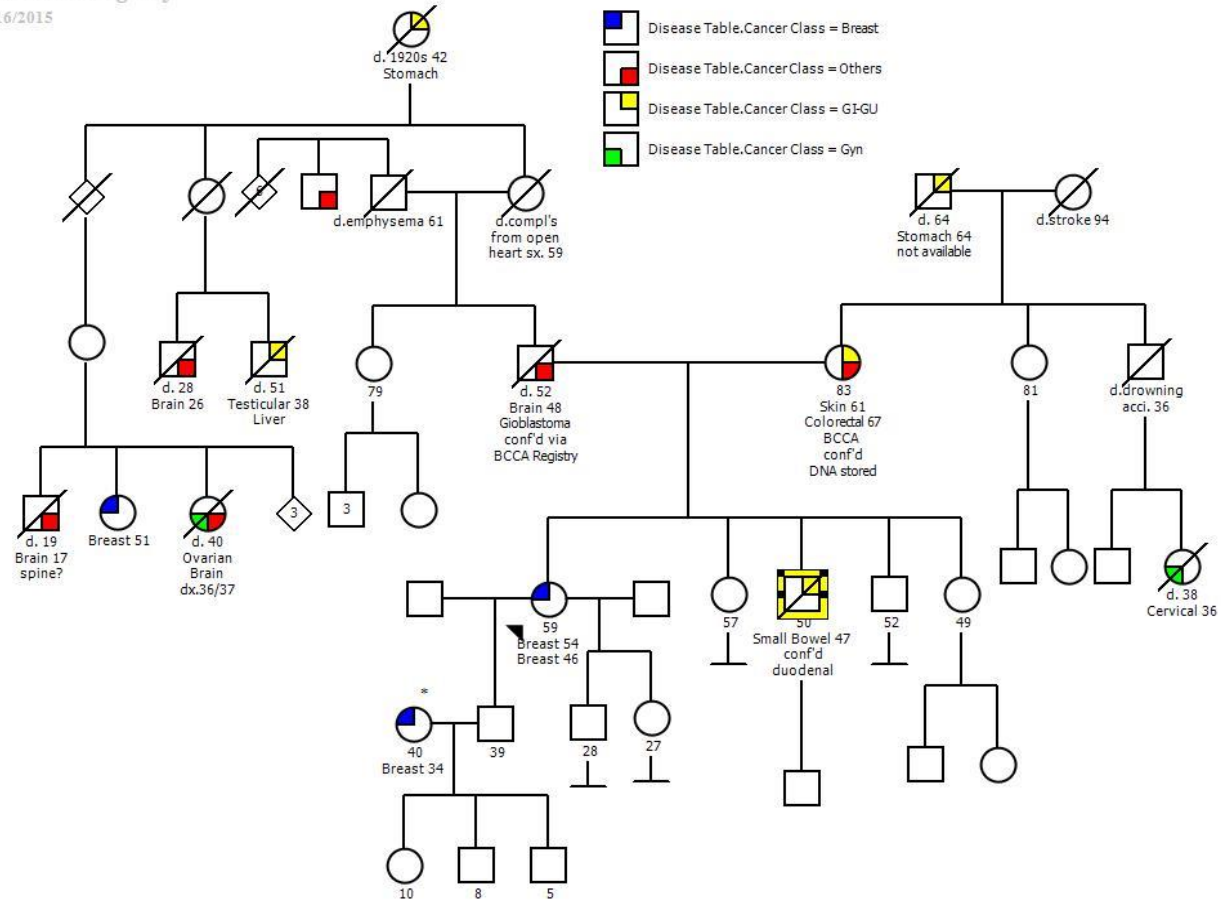 6/2015
Disease Table.Cancer Class = Breast
Disease Table.Cancer Class = Others
Disease Table.Cancer Class = GI-GU
Disease Table.Cancer Class = Gyn
d. 1920s 42
Stomach
6
d.emphysema 61
d.compl's
from open
heart sx. 59
d. 64
Stomach 64
not available
d.stroke 94
d. 28
Brain 26
d. 51
Testicular 38
Liver
79
d. 52
Brain 48
Gioblastoma
conf'd via
BCCA Registry
83
Skin 61
Colorectal 67
BCCA
conf'd
DNA stored
81
d.drowning
acci. 36
d. 19
Brain 17
spine?
Breast 51
d. 40
Ovarian
Brain
dx.36/37
3
3
d. 38
Cervical 36
59
Breast 54
Breast 46
57
50
Small Bowel 47
conf'd
duodenal
52
49
*
40
Breast 34
39
28
27
10
8
5